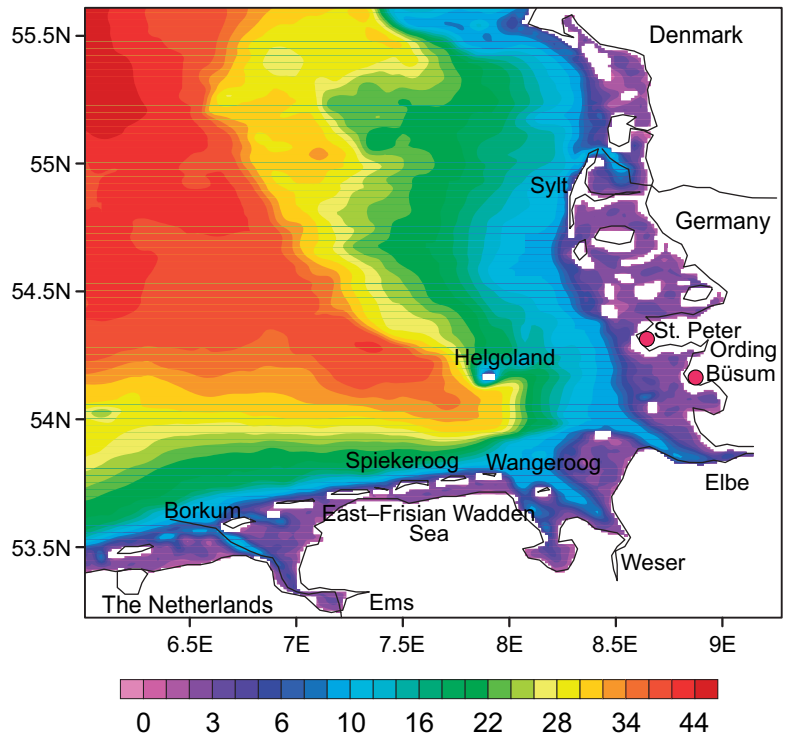 55.5N
Denmark
55N
Sylt
Germany
54.5N
St. Peter
Ording
Helgoland
Büsum
54N
Spiekeroog
Wangeroog
Elbe
Borkum
East–Frisian Wadden
Sea
53.5N
Weser
The Netherlands
Ems
6.5E 7E 7.5E 8E 8.5E 9E
0 3 6 10 16 22 28 34 44